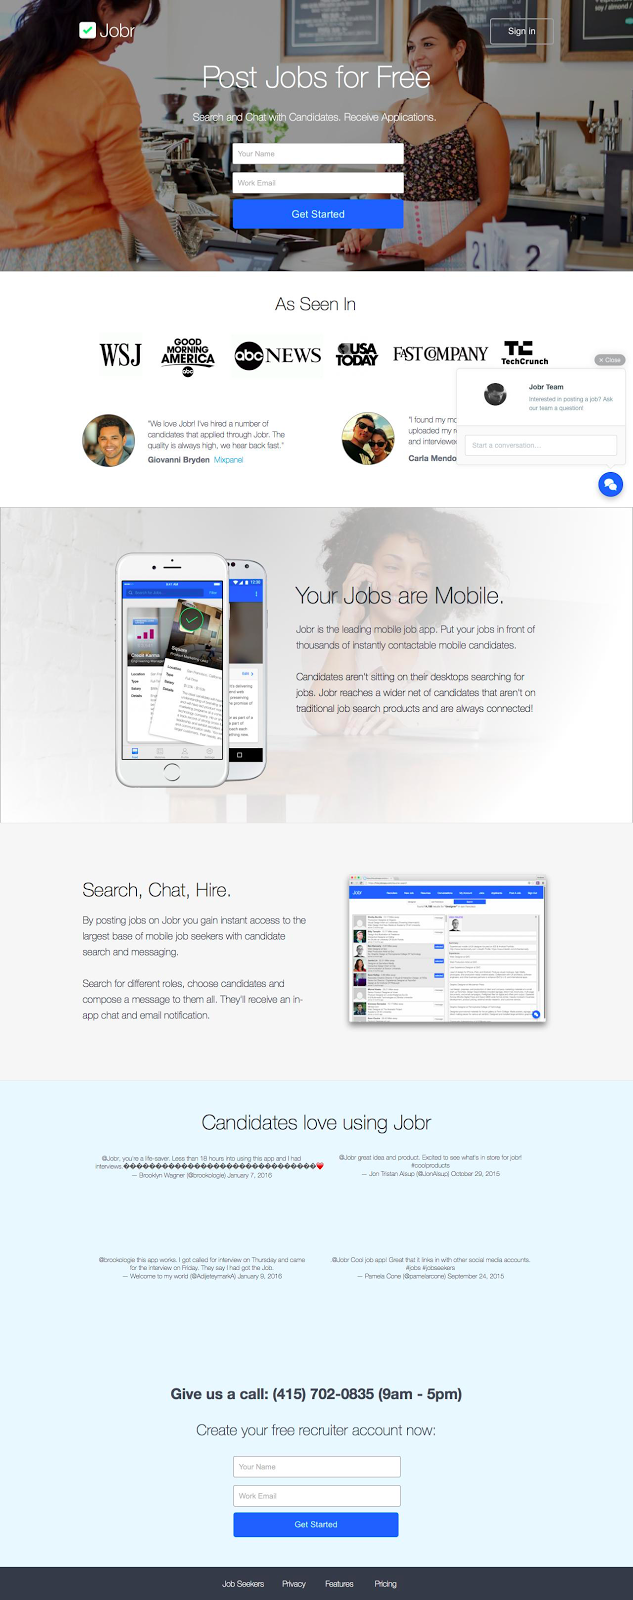 Jobr
Sign in
Post Jobs for Free
Search and Chat with Candidates. Receive Applications.
Your Name
Work Email
Get Started
As Seen In
WSJ
GOOD
MORNING
AMERICA
abc
abc NEWS
USA
TODAY
FAST COMPANY
TC
TechCrunch
× Close
Jobr Team
Interested in posting a job? Ask
our team a question!
Start a conversation...
"We love Jobr! I've hired a number of
candidates that applied through Jobr. The
quality is always high, we hear back fast."
Giovanni Bryden Mixpanel
"I found my mo
uploaded my r
and interviewe
Carla Mendo
Your Jobs are Mobile.
Jobr is the leading mobile job app. Put your jobs in front of
thousands of instantly contactable mobile candidates.
Candidates aren't sitting on their desktops searching for
jobs. Jobr reaches a wider net of candidates that aren't on
traditional job search products and are always connected!
Credit Karma
Square
Location
Type
Salary
Details
Search, Chat, Hire.
By posting jobs on Jobr you gain instant access to the
largest base of mobile job seekers with candidate
search and messaging.
Search for different roles, choose candidates and
compose a message to them all. They'll receive an in-
app chat and email notification.
Candidates love using Jobr
@Jobr, you're a life-saver. Less than 18 hours into using this app and I had
interviews.��������������������������������❤
— Brooklyn Wagner (@brookologie) January 7, 2016
@Jobr great idea and product. Excited to see what's in store for jobr!
#coolproducts
— Jon Tristan Alsup (@JonAlsup) October 29, 2015
@brookologie this app works. I got called for interview on Thursday and came
for the interview on Friday. They say I had got the Job.
— Welcome to my world (@AdjeteymarkA) January 9, 2016
@Jobr Cool job app! Great that it links in with other social media accounts.
#jobs #jobseekers
— Pamela Cone (@pamelarcone) September 24, 2015
Give us a call: (415) 702-0835 (9am - 5pm)
Create your free recruiter account now:
Your Name
Work Email
Get Started
Job Seekers Privacy Features Pricing